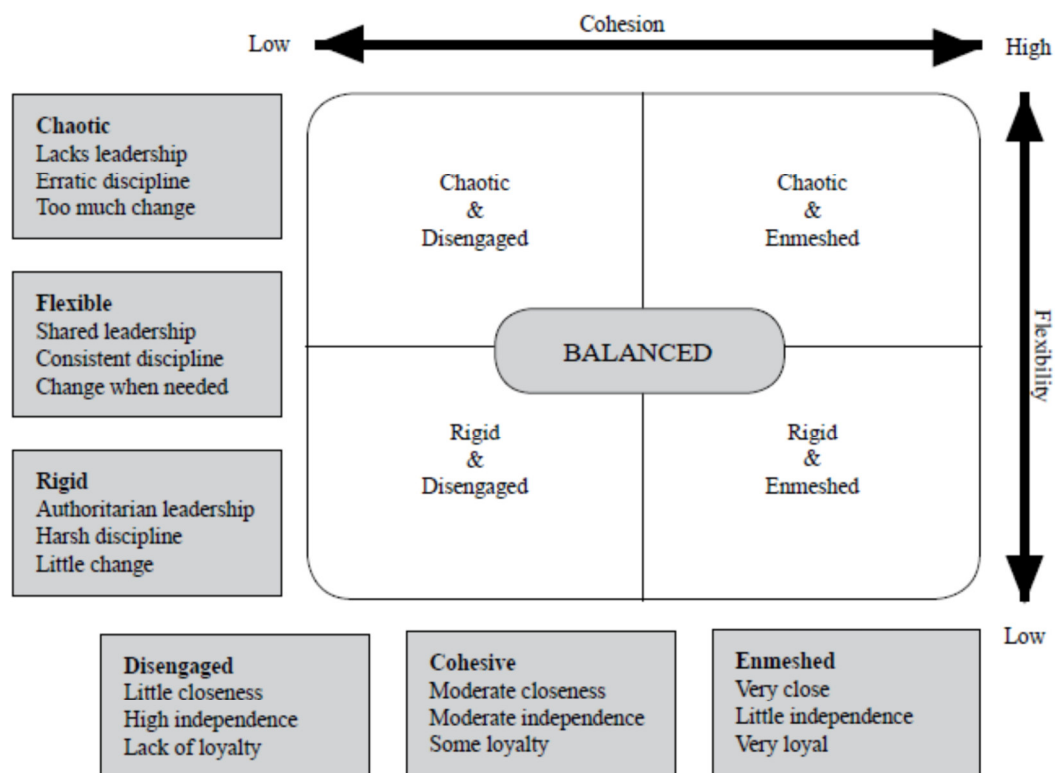 Cohesion
Low
High
Chaotic
Lacks leadership
Erratic discipline
Too much change
Chaotic
&
Disengaged
Chaotic
&
Enmeshed
Flexible
Shared leadership
Consistent discipline
Change when needed
BALANCED
Flexibility
Rigid
Authoritarian leadership
Harsh discipline
Little change
Rigid
&
Disengaged
Rigid
&
Enmeshed
Low
Disengaged
Little closeness
High independence
Lack of loyalty
Cohesive
Moderate closeness
Moderate independence
Some loyalty
Enmeshed
Very close
Little independence
Very loyal